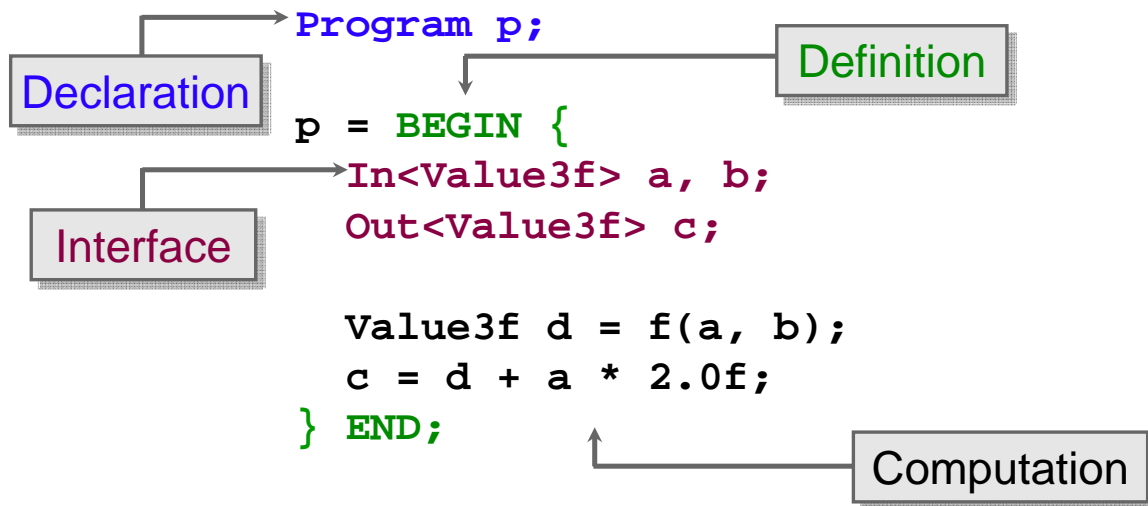 Program p;
Declaration
Definition
p = BEGIN {
In<Value3f> a, b;
Out<Value3f> c;
Interface
Value3f d = f(a, b);
c = d + a * 2.0f;
} END;
Computation